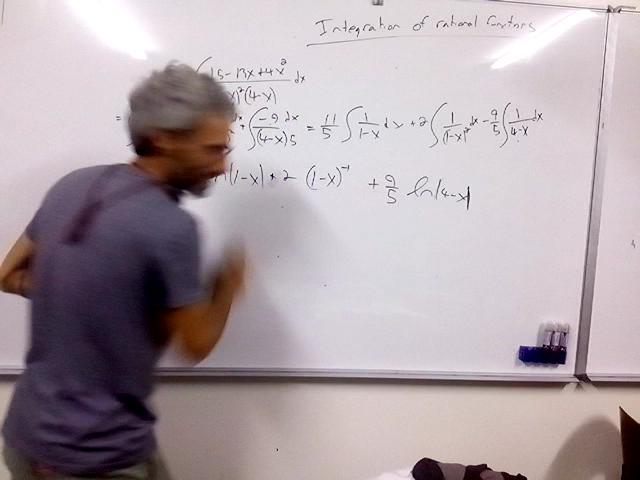 Integration of rational functions
∫ 15 - 13x + 4x² / x)²(4-x) dx
= ∫ -9 dx / (4-x)5 = 11/5 ∫ 1/1-x dx + 2 ∫ 1/(1-x)² dx - 9/5 ∫ 1/4-x dx
|1-x| + 2 (1-x)⁻¹ + 9/5 ln|4-x|